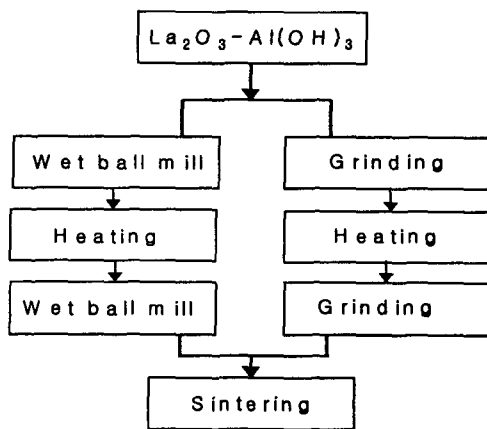 La₂O₃-Al(OH)₃
Wet ball mill
Grinding
Heating
Heating
Wet ball mill
Grinding
Sintering